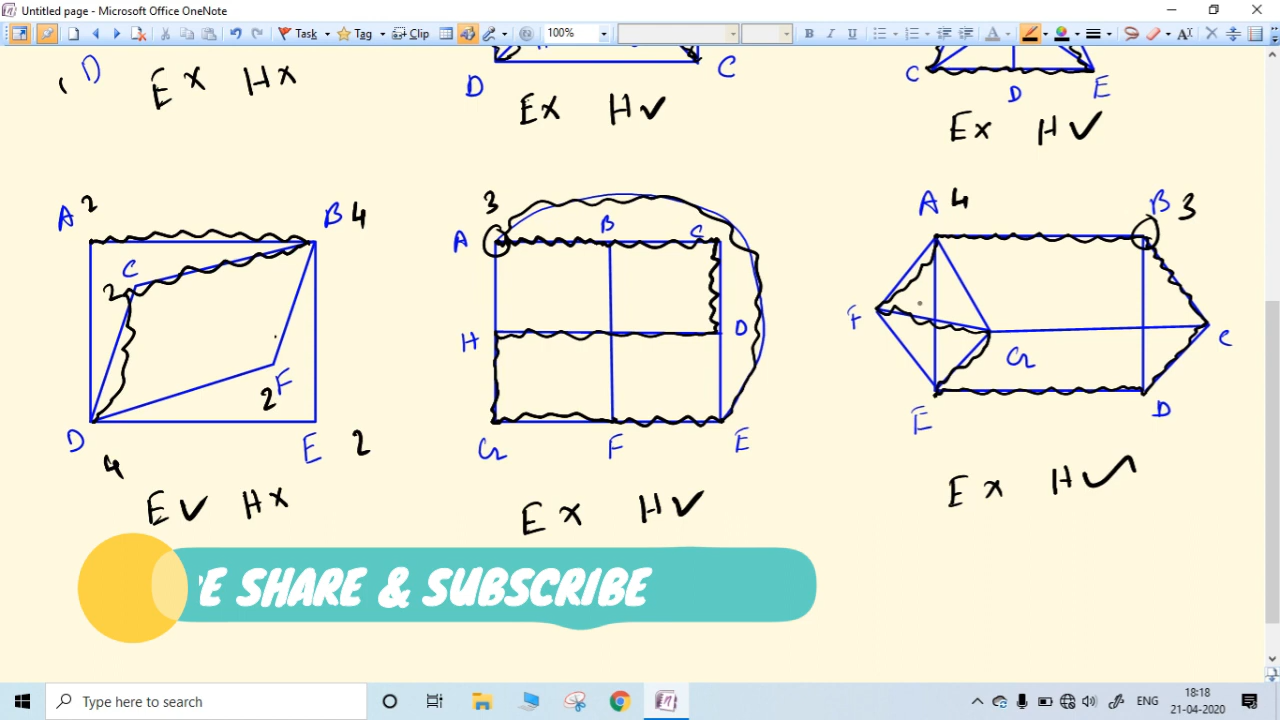 Untitled page - Microsoft Office OneNote
Task Tag Clip 100% B I U
D E x H x
D C
E x H ✓
C D E
E x H ✓
A 2 B 4
C 2
F 2
D 4 E 2
E ✓ H x
3
A B C
H D
G F E
E x H ✓
A 4 B 3
F G C
E D
E x H ✓
E SHARE & SUBSCRIBE
Type here to search
ENG 18:18
21-04-2020